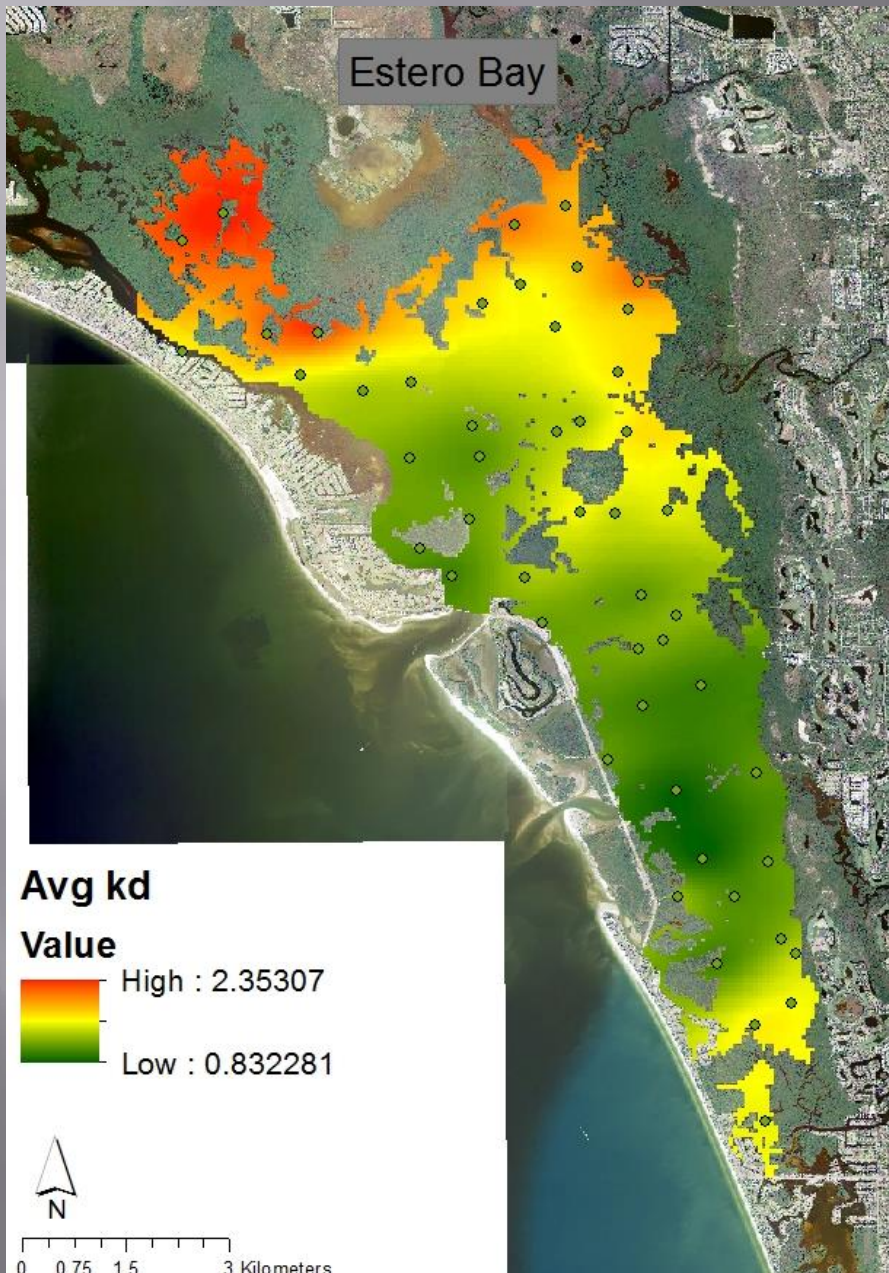 Estero Bay
Avg kd
Value
High : 2.35307
Low : 0.832281
N
0 0.75 1.5 3 Kilometers